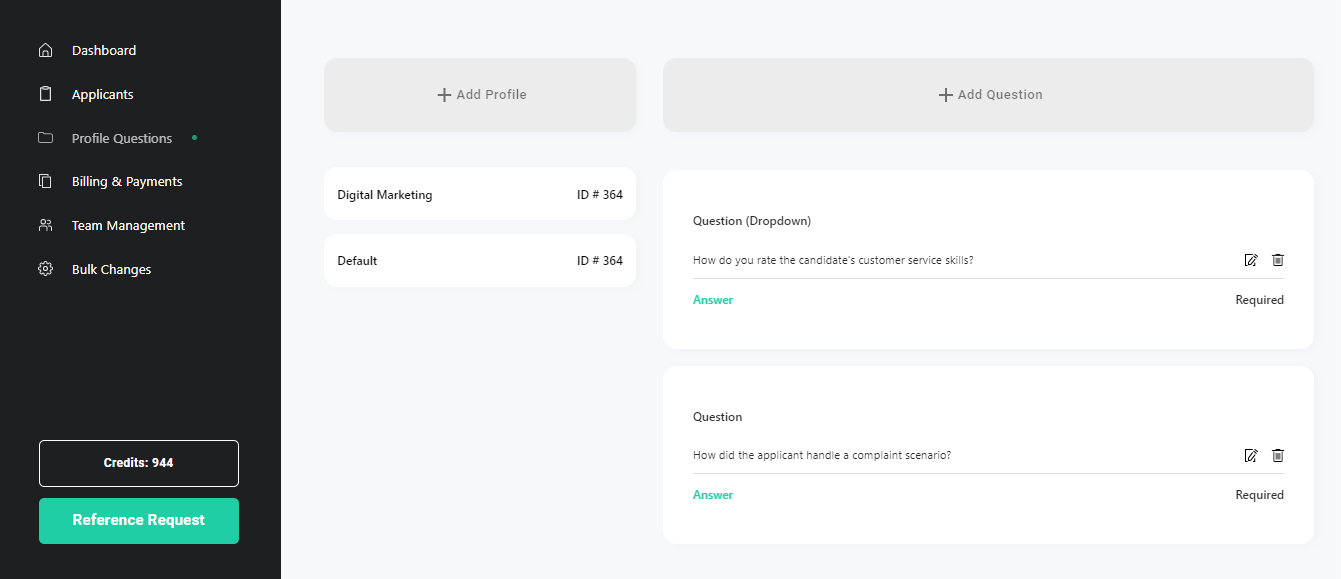 Dashboard
Applicants
Profile Questions
Billing & Payments
Team Management
Bulk Changes
Credits: 944
Reference Request
Add Profile
Digital Marketing ID # 364
Default ID # 364
Add Question
Question (Dropdown)
How do you rate the candidate's customer service skills?
Answer Required
Question
How did the applicant handle a complaint scenario?
Answer Required